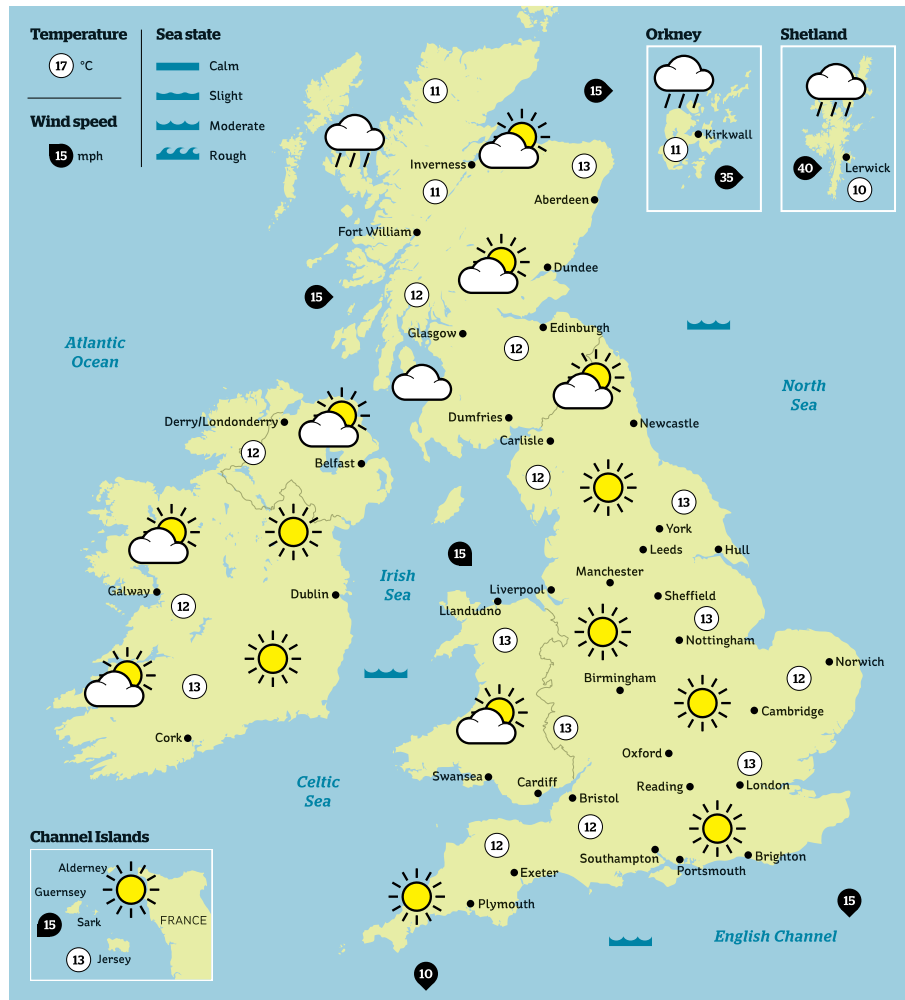 Temperature
17 °C
Wind speed
15 mph
Sea state
Calm
Slight
Moderate
Rough
Orkney
Kirkwall
11
35
Shetland
40
Lerwick
10
11
15
Inverness
13
11
Aberdeen
Fort William
Dundee
15
12
Glasgow
Edinburgh
12
Atlantic
Ocean
North
Sea
Derry/Londonderry
Dumfries
Newcastle
Carlisle
12
Belfast
12
13
York
15
Leeds
Hull
Irish
Sea
Manchester
Galway
12
Dublin
Liverpool
Llandudno
Sheffield
13
13
Nottingham
Norwich
13
Birmingham
12
Cambridge
Cork
13
Oxford
13
Swansea
Cardiff
Reading
London
Celtic
Sea
Bristol
12
12
Southampton
Portsmouth
Brighton
Exeter
Plymouth
15
English Channel
10
Channel Islands
Alderney
Guernsey
15
Sark
FRANCE
13
Jersey